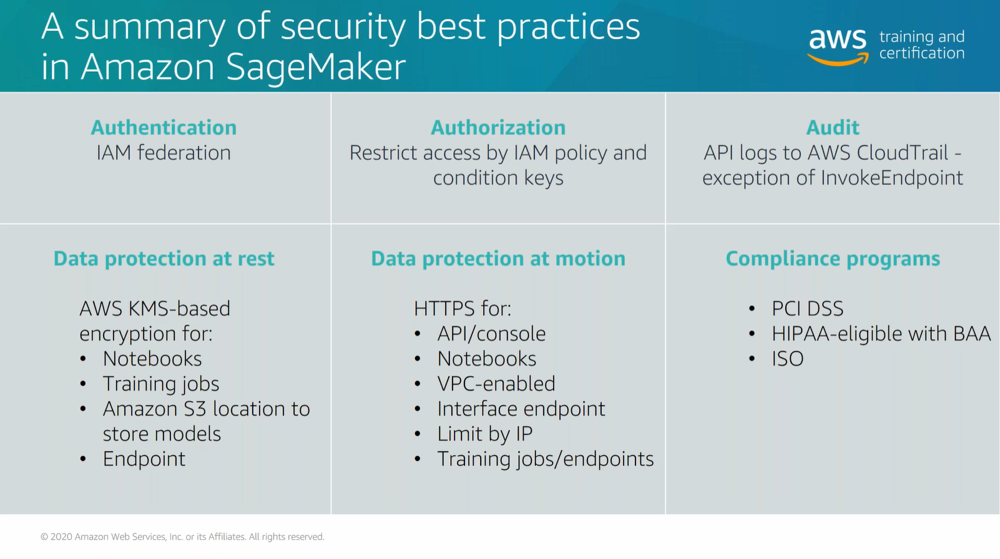 A summary of security best practices
in Amazon SageMaker
aws
training and
certification
Authentication
IAM federation
Authorization
Restrict access by IAM policy and
condition keys
Audit
API logs to AWS CloudTrail -
exception of InvokeEndpoint
Data protection at rest
AWS KMS-based
encryption for:
• Notebooks
• Training jobs
• Amazon S3 location to
store models
• Endpoint
Data protection at motion
HTTPS for:
• API/console
• Notebooks
• VPC-enabled
• Interface endpoint
• Limit by IP
• Training jobs/endpoints
Compliance programs
• PCI DSS
• HIPAA-eligible with BAA
• ISO
© 2020 Amazon Web Services, Inc. or its Affiliates. All rights reserved.